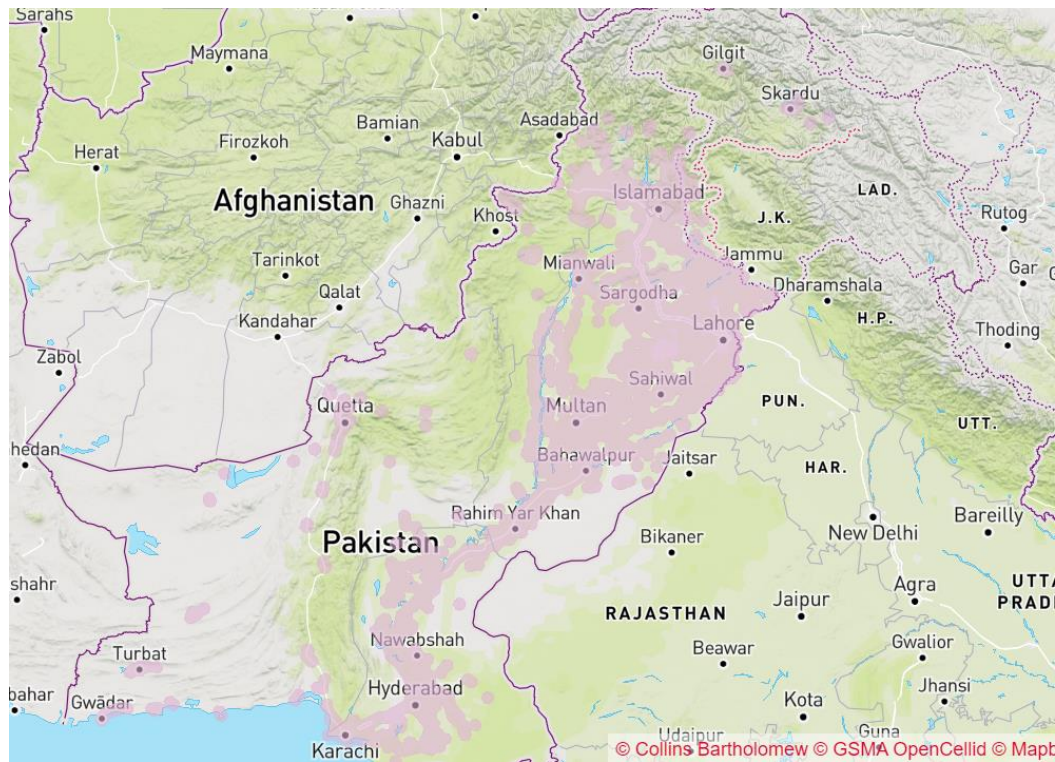 Sarahs
Maymana
Gilgit
Skardu
Bamian
Asadabad
Herat
Firozkoh
Kabul
Islamabad
LAD.
Afghanistan
Ghazni
Khost
J.K.
Rutog
Tarinkot
Mianwali
Jammu
Gar
Qalat
Sargodha
Dharamshala
Kandahar
Lahore
H.P.
Thoding
Zabol
Sahiwal
Quetta
Multan
PUN.
UTT.
hedan
Bahawalpur
Jaitsar
HAR.
Rahim Yar Khan
Bareilly
Pakistan
Bikaner
New Delhi
shahr
Agra
UTTA
PRADE
Jaipur
RAJASTHAN
Nawabshah
Turbat
Beawar
Gwalior
bahar
Gwādar
Hyderabad
Kota
Jhansi
Karachi
Udaipur
Guna
© Collins Bartholomew © GSMA OpenCellid © Mapb